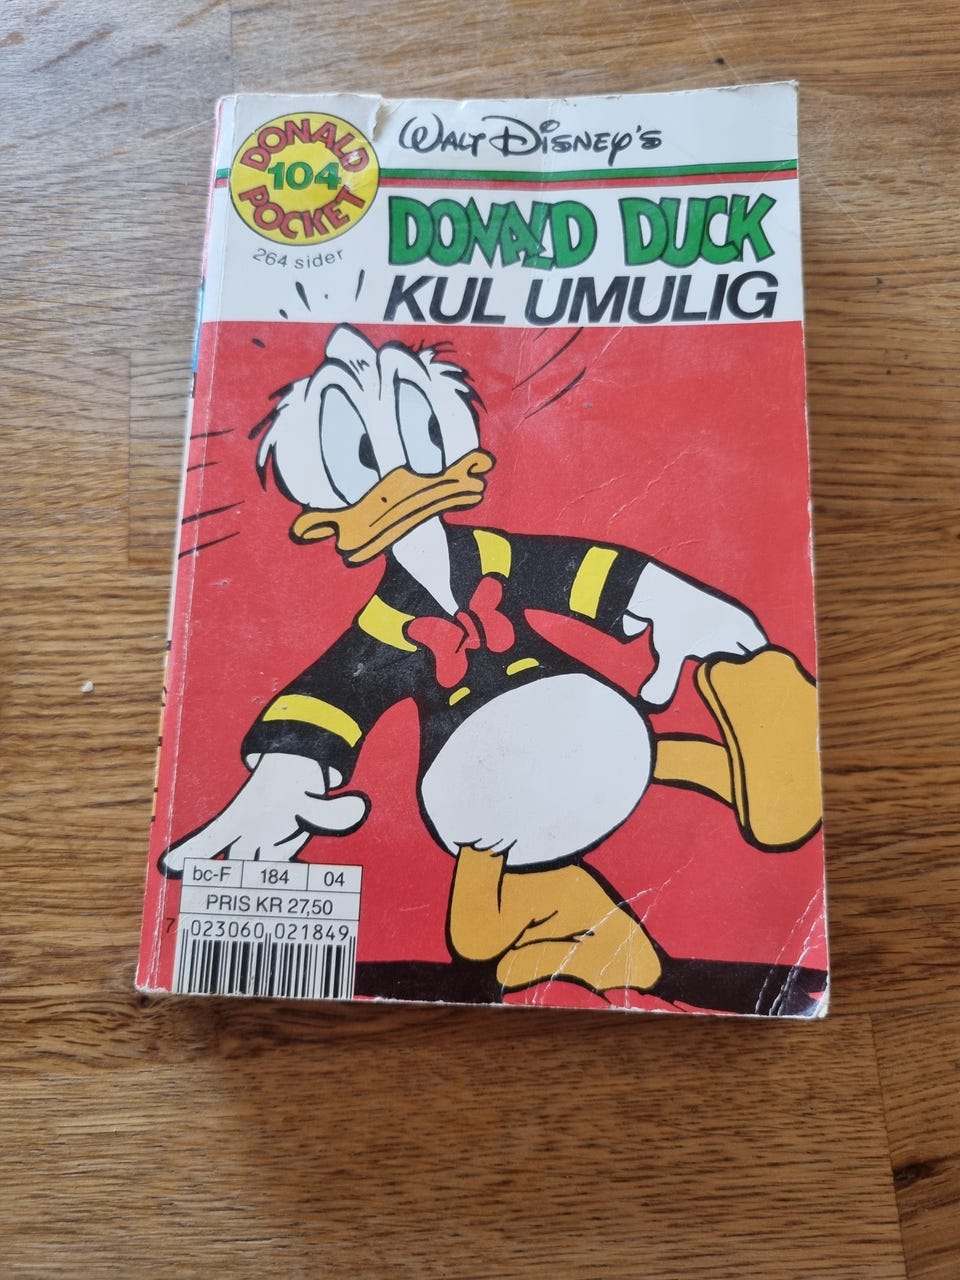 DONALD
104
POCKET
264 sider
WALT DISNEY'S
DONALD DUCK
KUL UMULIG
bc-F 184 04
PRIS KR 27,50
7 023060 021849